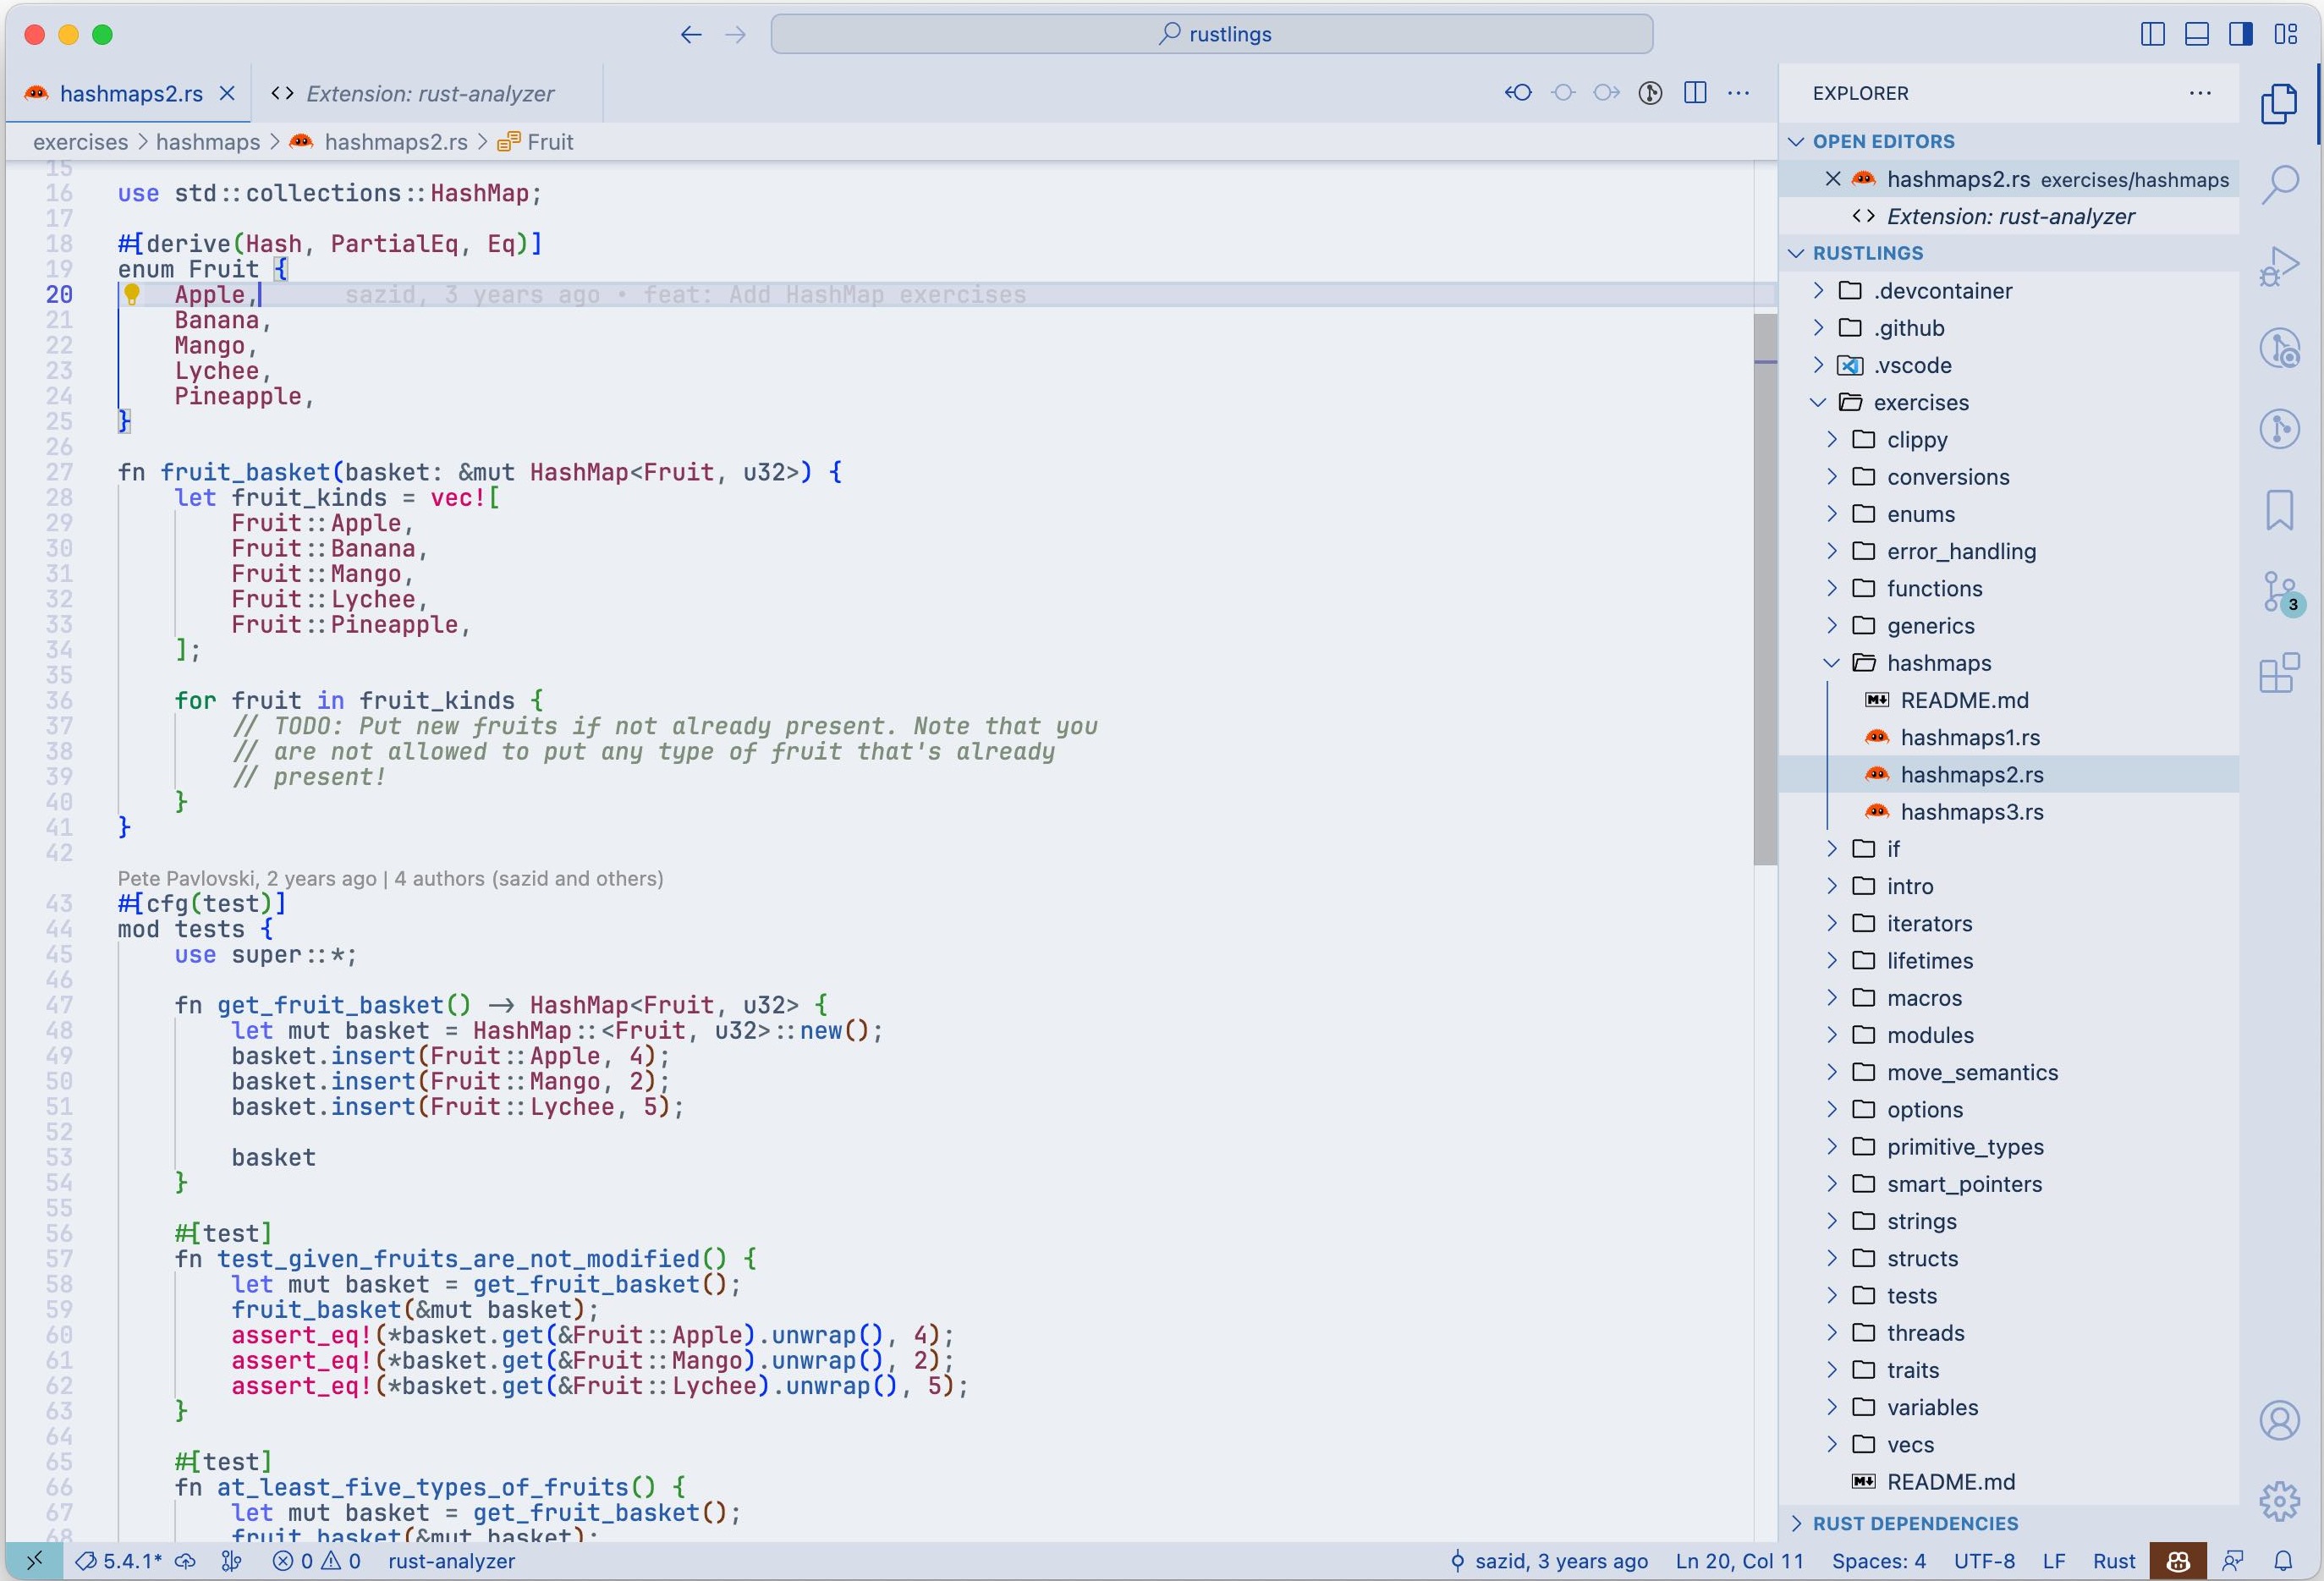 rustlings
hashmaps2.rs
Extension: rust-analyzer
exercises > hashmaps > hashmaps2.rs > Fruit
15
16 use std::collections::HashMap;
17
18 #[derive(Hash, PartialEq, Eq)]
19 enum Fruit {
20     Apple,      sazid, 3 years ago • feat: Add HashMap exercises
21     Banana,
22     Mango,
23     Lychee,
24     Pineapple,
25 }
26
27 fn fruit_basket(basket: &mut HashMap<Fruit, u32>) {
28     let fruit_kinds = vec![
29         Fruit::Apple,
30         Fruit::Banana,
31         Fruit::Mango,
32         Fruit::Lychee,
33         Fruit::Pineapple,
34     ];
35
36     for fruit in fruit_kinds {
37         // TODO: Put new fruits if not already present. Note that you
38         // are not allowed to put any type of fruit that's already
39         // present!
40     }
41 }
42
Pete Pavlovski, 2 years ago | 4 authors (sazid and others)
43 #[cfg(test)]
44 mod tests {
45     use super::*;
46
47     fn get_fruit_basket() -> HashMap<Fruit, u32> {
48         let mut basket = HashMap::<Fruit, u32>::new();
49         basket.insert(Fruit::Apple, 4);
50         basket.insert(Fruit::Mango, 2);
51         basket.insert(Fruit::Lychee, 5);
52
53         basket
54     }
55
56     #[test]
57     fn test_given_fruits_are_not_modified() {
58         let mut basket = get_fruit_basket();
59         fruit_basket(&mut basket);
60         assert_eq!(*basket.get(&Fruit::Apple).unwrap(), 4);
61         assert_eq!(*basket.get(&Fruit::Mango).unwrap(), 2);
62         assert_eq!(*basket.get(&Fruit::Lychee).unwrap(), 5);
63     }
64
65     #[test]
66     fn at_least_five_types_of_fruits() {
67         let mut basket = get_fruit_basket();
68         fruit_basket(&mut basket);
EXPLORER
OPEN EDITORS
hashmaps2.rs exercises/hashmaps
Extension: rust-analyzer
RUSTLINGS
.devcontainer
.github
.vscode
exercises
clippy
conversions
enums
error_handling
functions
generics
hashmaps
README.md
hashmaps1.rs
hashmaps2.rs
hashmaps3.rs
if
intro
iterators
lifetimes
macros
modules
move_semantics
options
primitive_types
smart_pointers
strings
structs
tests
threads
traits
variables
vecs
README.md
RUST DEPENDENCIES
3
5.4.1* 0 0 rust-analyzer sazid, 3 years ago Ln 20, Col 11 Spaces: 4 UTF-8 LF Rust